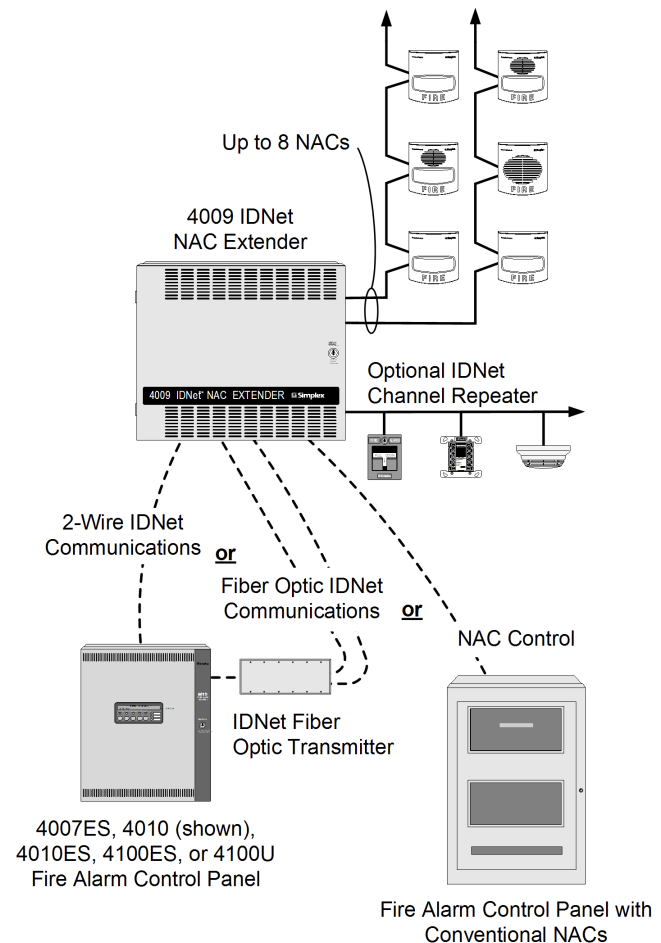 FIRE
FIRE
Up to 8 NACs
FIRE
FIRE
4009 IDNet
NAC Extender
FIRE
FIRE
4009 IDNet NAC EXTENDER Simplex
Optional IDNet
Channel Repeater
2-Wire IDNet
Communications
or
Fiber Optic IDNet
Communications
or
NAC Control
IDNet Fiber
Optic Transmitter
4007ES, 4010 (shown),
4010ES, 4100ES, or 4100U
Fire Alarm Control Panel
Fire Alarm Control Panel with
Conventional NACs